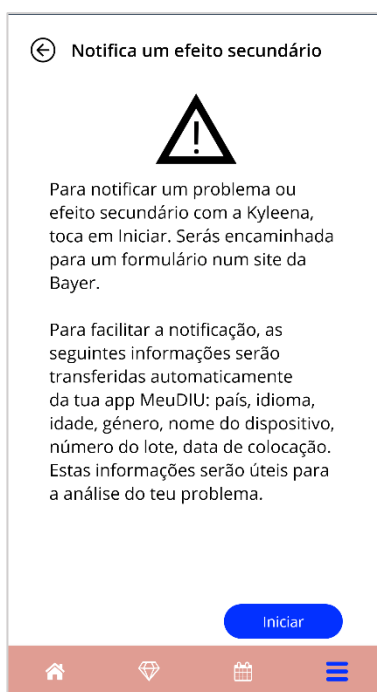 Notifica um efeito secundário
Para notificar um problema ou
efeito secundário com a Kyleena,
toca em Iniciar. Serás encaminhada
para um formulário num site da
Bayer.
Para facilitar a notificação, as
seguintes informações serão
transferidas automaticamente
da tua app MeuDIU: país, idioma,
idade, género, nome do dispositivo,
número do lote, data de colocação.
Estas informações serão úteis para
a análise do teu problema.
Iniciar